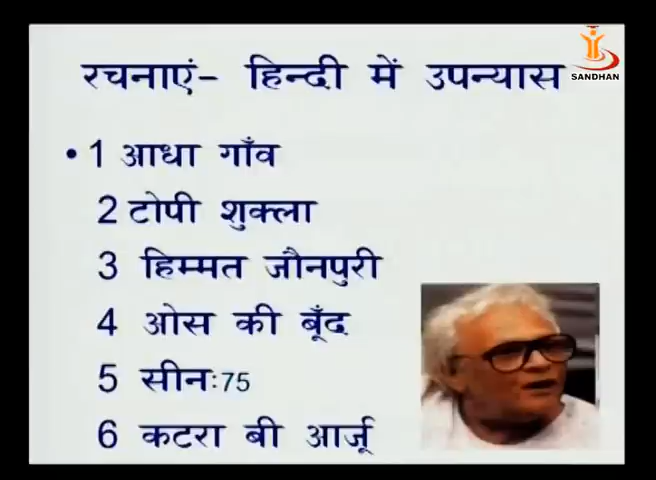 SANDHAN
रचनाएं- हिन्दी में उपन्यास
• 1 आधा गाँव
2 टोपी शुक्ला
3 हिम्मत जौनपुरी
4 ओस की बूँद
5 सीनः75
6 कटरा बी आर्जू